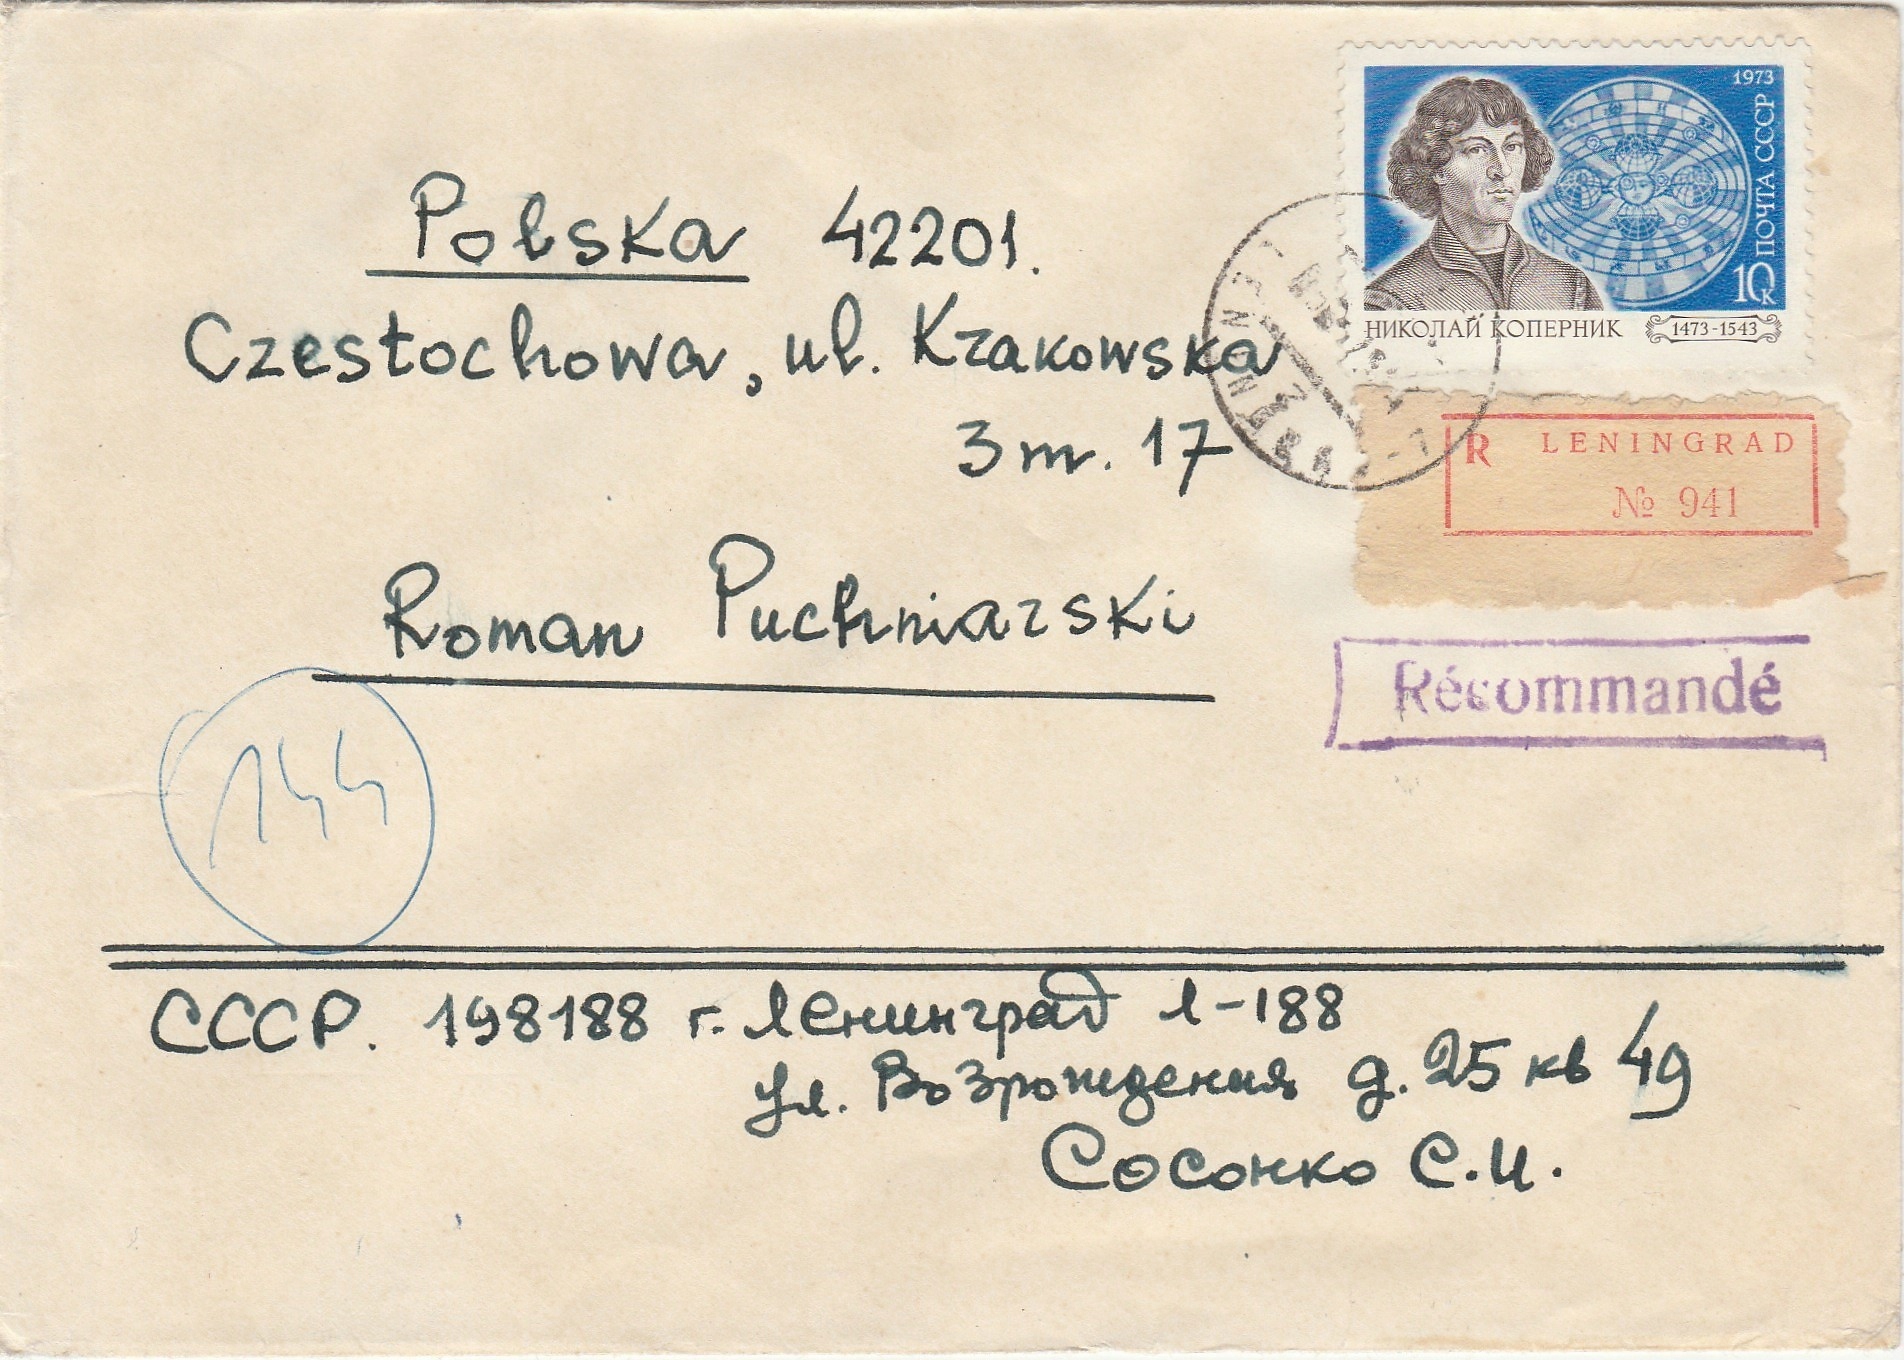 1973
ПОЧТА СССР
10к
НИКОЛАЙ КОПЕРНИК 1473-1543
Polska 42201.
Czestochowa, ul. Krakowska
3 m. 17
Roman Puchniarski
R LENINGRAD
№ 941
Récommandé
144
СССР. 198188 г. Ленинград Л-188
ул. Возрождения д. 25 кв 49
Сосонко С.И.